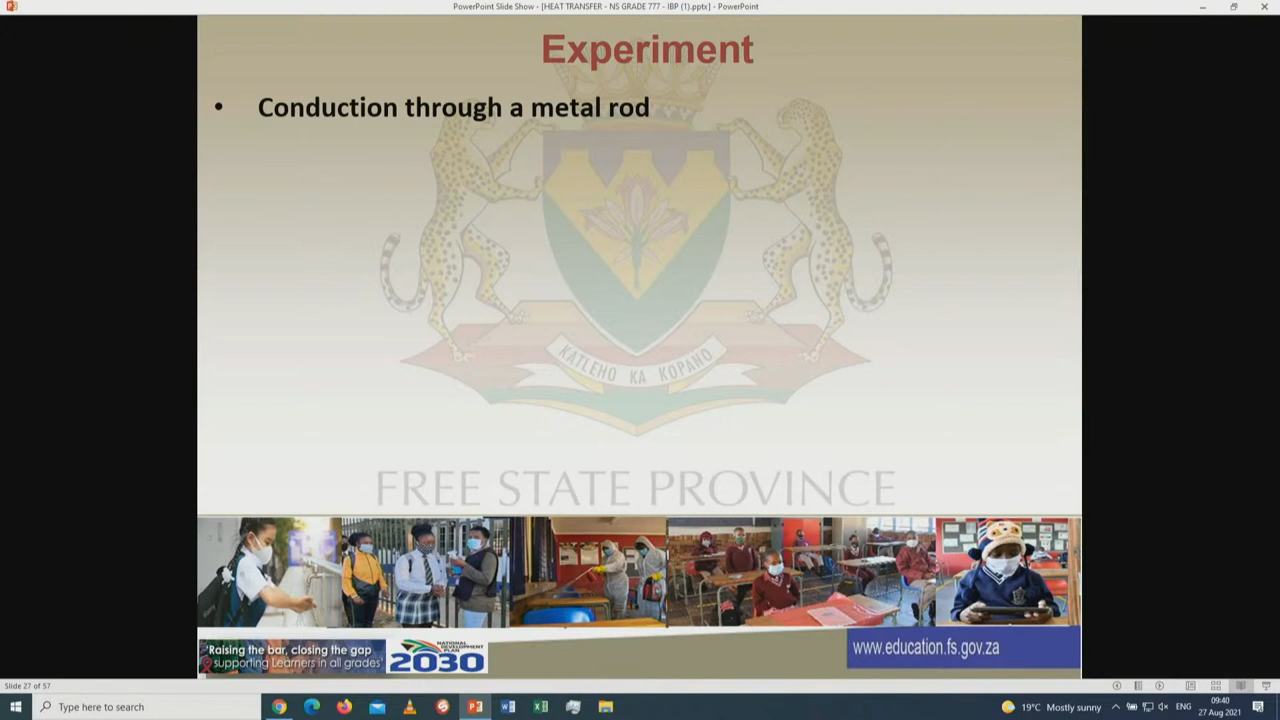 PowerPoint Slide Show - [HEAT TRANSFER - NS GRADE 777 - IBP (1).pptx] - PowerPoint
Experiment
• Conduction through a metal rod
KATLEHO KA KOPANO
FREE STATE PROVINCE
'Raising the bar, closing the gap
supporting Learners in all grades'
NATIONAL
DEVELOPMENT
PLAN
2030
www.education.fs.gov.za
Slide 27 of 57
Type here to search
19°C Mostly sunny
ENG
09:40
27 Aug 2021